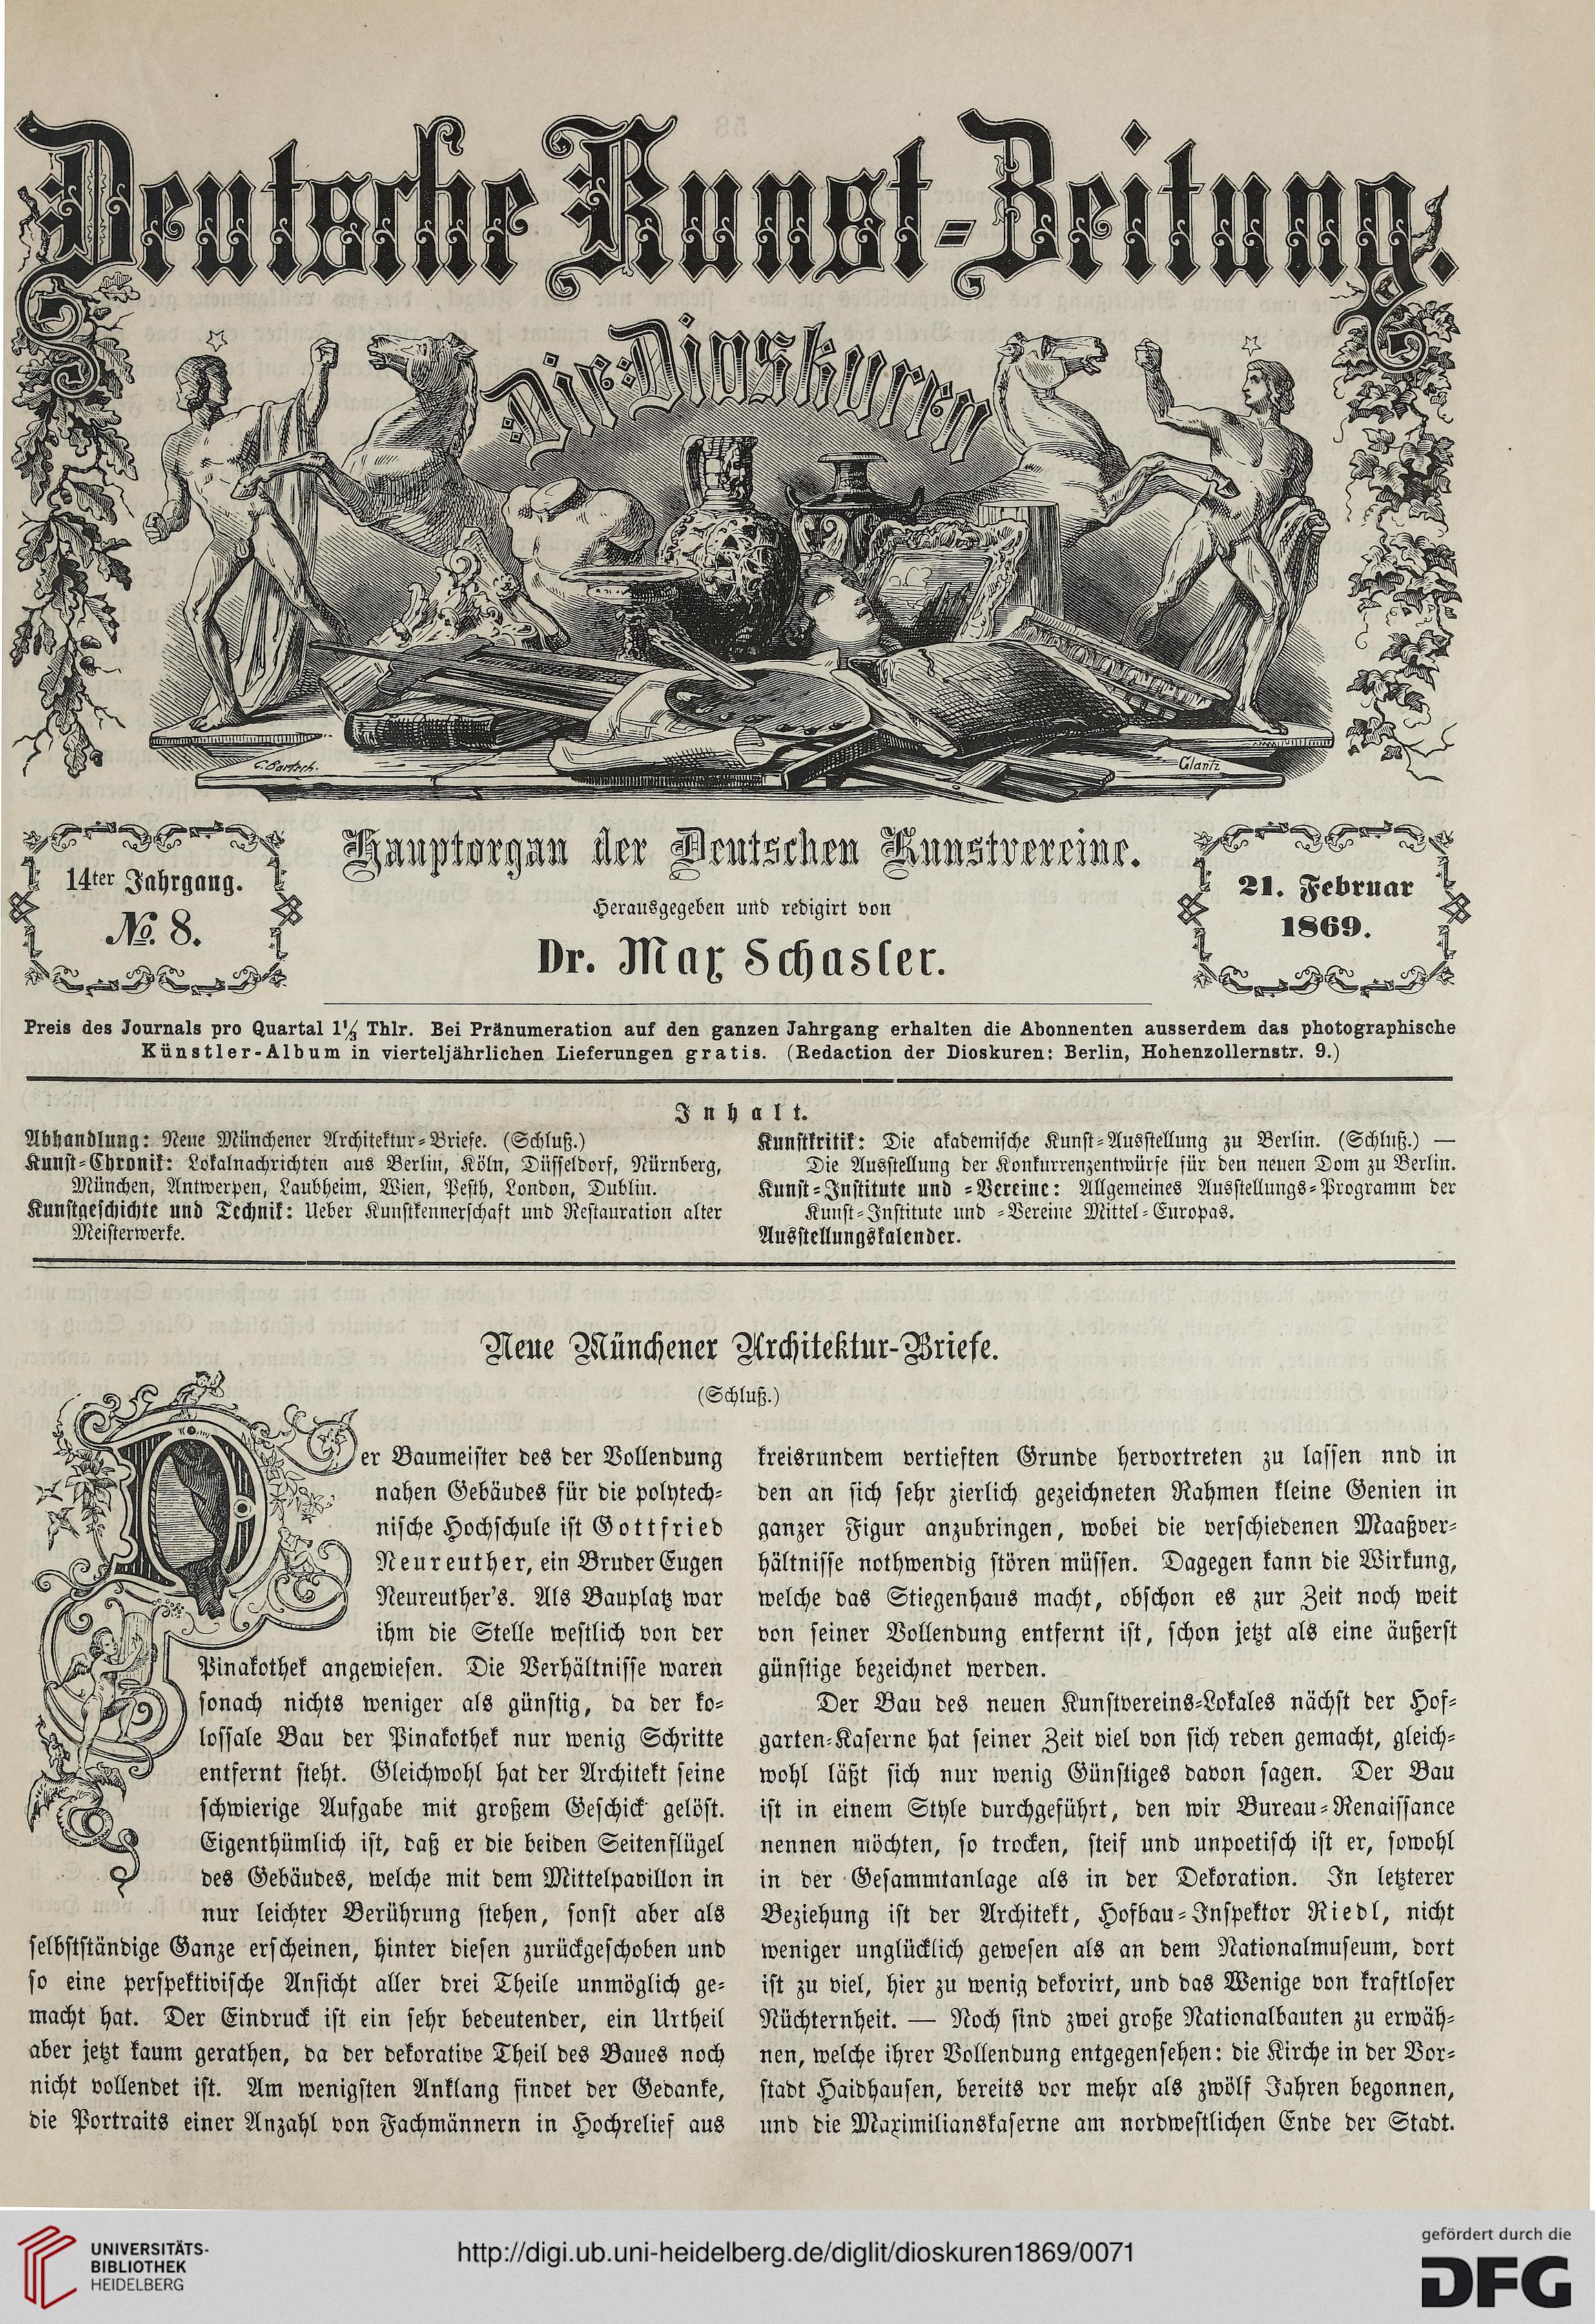 Deutsche Kunst-Zeitung.
Die Dioskuren
C. Bartsch.
Glantz
14ter Jahrgang.
No. 8.
Hauptorgan der Deutschen Kunstvereine.
Herausgegeben und redigirt von
Dr. Max Schasler.
21. Februar
1869.
Preis des Journals pro Quartal 1⅓ Thlr. Bei Pränumeration auf den ganzen Jahrgang erhalten die Abonnenten ausserdem das photographische
Künstler-Album in vierteljährlichen Lieferungen gratis. (Redaction der Dioskuren: Berlin, Hohenzollernstr. 9.)
Inhalt.
Abhandlung: Neue Münchener Architektur-Briefe. (Schluß.)
Kunst-Chronik: Lokalnachrichten aus Berlin, Köln, Düsseldorf, Nürnberg,
München, Antwerpen, Laubheim, Wien, Pesth, London, Dublin.
Kunstgeschichte und Technik: Ueber Kunstkennerschaft und Restauration alter
Meisterwerke.
Kunstkritik: Die akademische Kunst-Ausstellung zu Berlin. (Schluß.) —
Die Ausstellung der Konkurrenzentwürfe für den neuen Dom zu Berlin.
Kunst-Institute und -Vereine: Allgemeines Ausstellungs-Programm der
Kunst-Institute und -Vereine Mittel-Europas.
Ausstellungskalender.
Neue Münchener Architektur-Briefe.
(Schluß.)
Der Baumeister des der Vollendung
nahen Gebäudes für die polytech-
nische Hochschule ist Gottfried
Neureuther, ein Bruder Eugen
Neureuther's. Als Bauplatz war
ihm die Stelle westlich von der
Pinakothek angewiesen. Die Verhältnisse waren
sonach nichts weniger als günstig, da der ko-
lossale Bau der Pinakothek nur wenig Schritte
entfernt steht. Gleichwohl hat der Architekt seine
schwierige Aufgabe mit großem Geschick gelöst.
Eigenthümlich ist, daß er die beiden Seitenflügel
des Gebäudes, welche mit dem Mittelpavillon in
nur leichter Berührung stehen, sonst aber als
selbstständige Ganze erscheinen, hinter diesen zurückgeschoben und
so eine perspektivische Ansicht aller drei Theile unmöglich ge-
macht hat. Der Eindruck ist ein sehr bedeutender, ein Urtheil
aber jetzt kaum gerathen, da der dekorative Theil des Baues noch
nicht vollendet ist. Am wenigsten Anklang findet der Gedanke,
die Portraits einer Anzahl von Fachmännern in Hochrelief aus
kreisrundem vertieften Grunde hervortreten zu lassen nnd in
den an sich sehr zierlich gezeichneten Rahmen kleine Genien in
ganzer Figur anzubringen, wobei die verschiedenen Maaßver-
hältnisse nothwendig stören müssen. Dagegen kann die Wirkung,
welche das Stiegenhaus macht, obschon es zur Zeit noch weit
von seiner Vollendung entfernt ist, schon jetzt als eine äußerst
günstige bezeichnet werden.
Der Bau des neuen Kunstvereins-Lokales nächst der Hof-
garten-Kaserne hat seiner Zeit viel von sich reden gemacht, gleich-
wohl läßt sich nur wenig Günstiges davon sagen. Der Bau
ist in einem Style durchgeführt, den wir Bureau-Renaissance
nennen möchten, so trocken, steif und unpoetisch ist er, sowohl
in der Gesammtanlage als in der Dekoration. In letzterer
Beziehung ist der Architekt, Hofbau-Inspektor Riedl, nicht
weniger unglücklich gewesen als an dem Nationalmuseum, dort
ist zu viel, hier zu wenig dekorirt, und das Wenige von kraftloser
Nüchternheit. — Noch sind zwei große Nationalbauten zu erwäh-
nen, welche ihrer Vollendung entgegensehen: die Kirche in der Vor-
stadt Haidhausen, bereits vor mehr als zwölf Jahren begonnen,
und die Maximilianskaserne am nordwestlichen Ende der Stadt.
UNIVERSITÄTS-
BIBLIOTHEK
HEIDELBERG
http://digi.ub.uni-heidelberg.de/diglit/dioskuren1869/0071
gefördert durch die
DFG